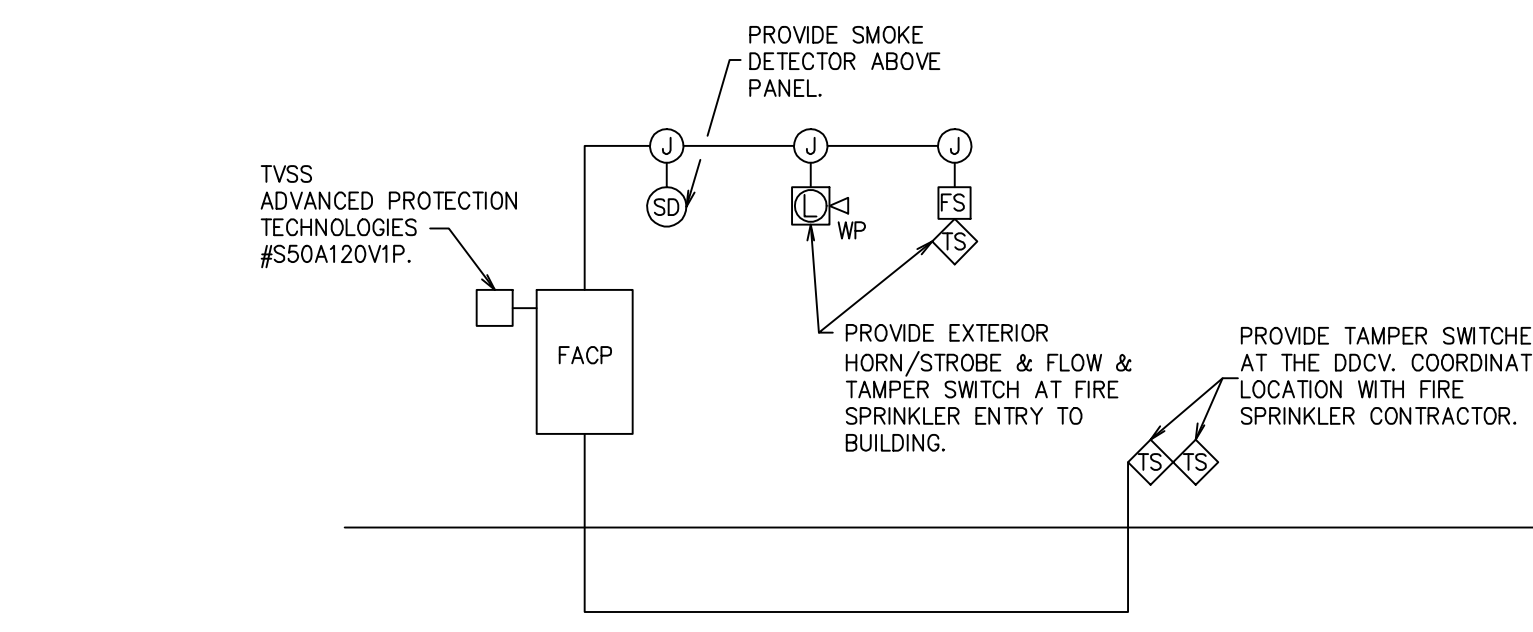 PROVIDE SMOKE
DETECTOR ABOVE
PANEL.
J
J
J
TVSS
ADVANCED PROTECTION
TECHNOLOGIES
#S50A120V1P.
SD
L
WP
FS
TS
FACP
PROVIDE EXTERIOR
HORN/STROBE & FLOW &
TAMPER SWITCH AT FIRE
SPRINKLER ENTRY TO
BUILDING.
PROVIDE TAMPER SWITCHE
AT THE DDCV. COORDINAT
LOCATION WITH FIRE
SPRINKLER CONTRACTOR.
TS
TS